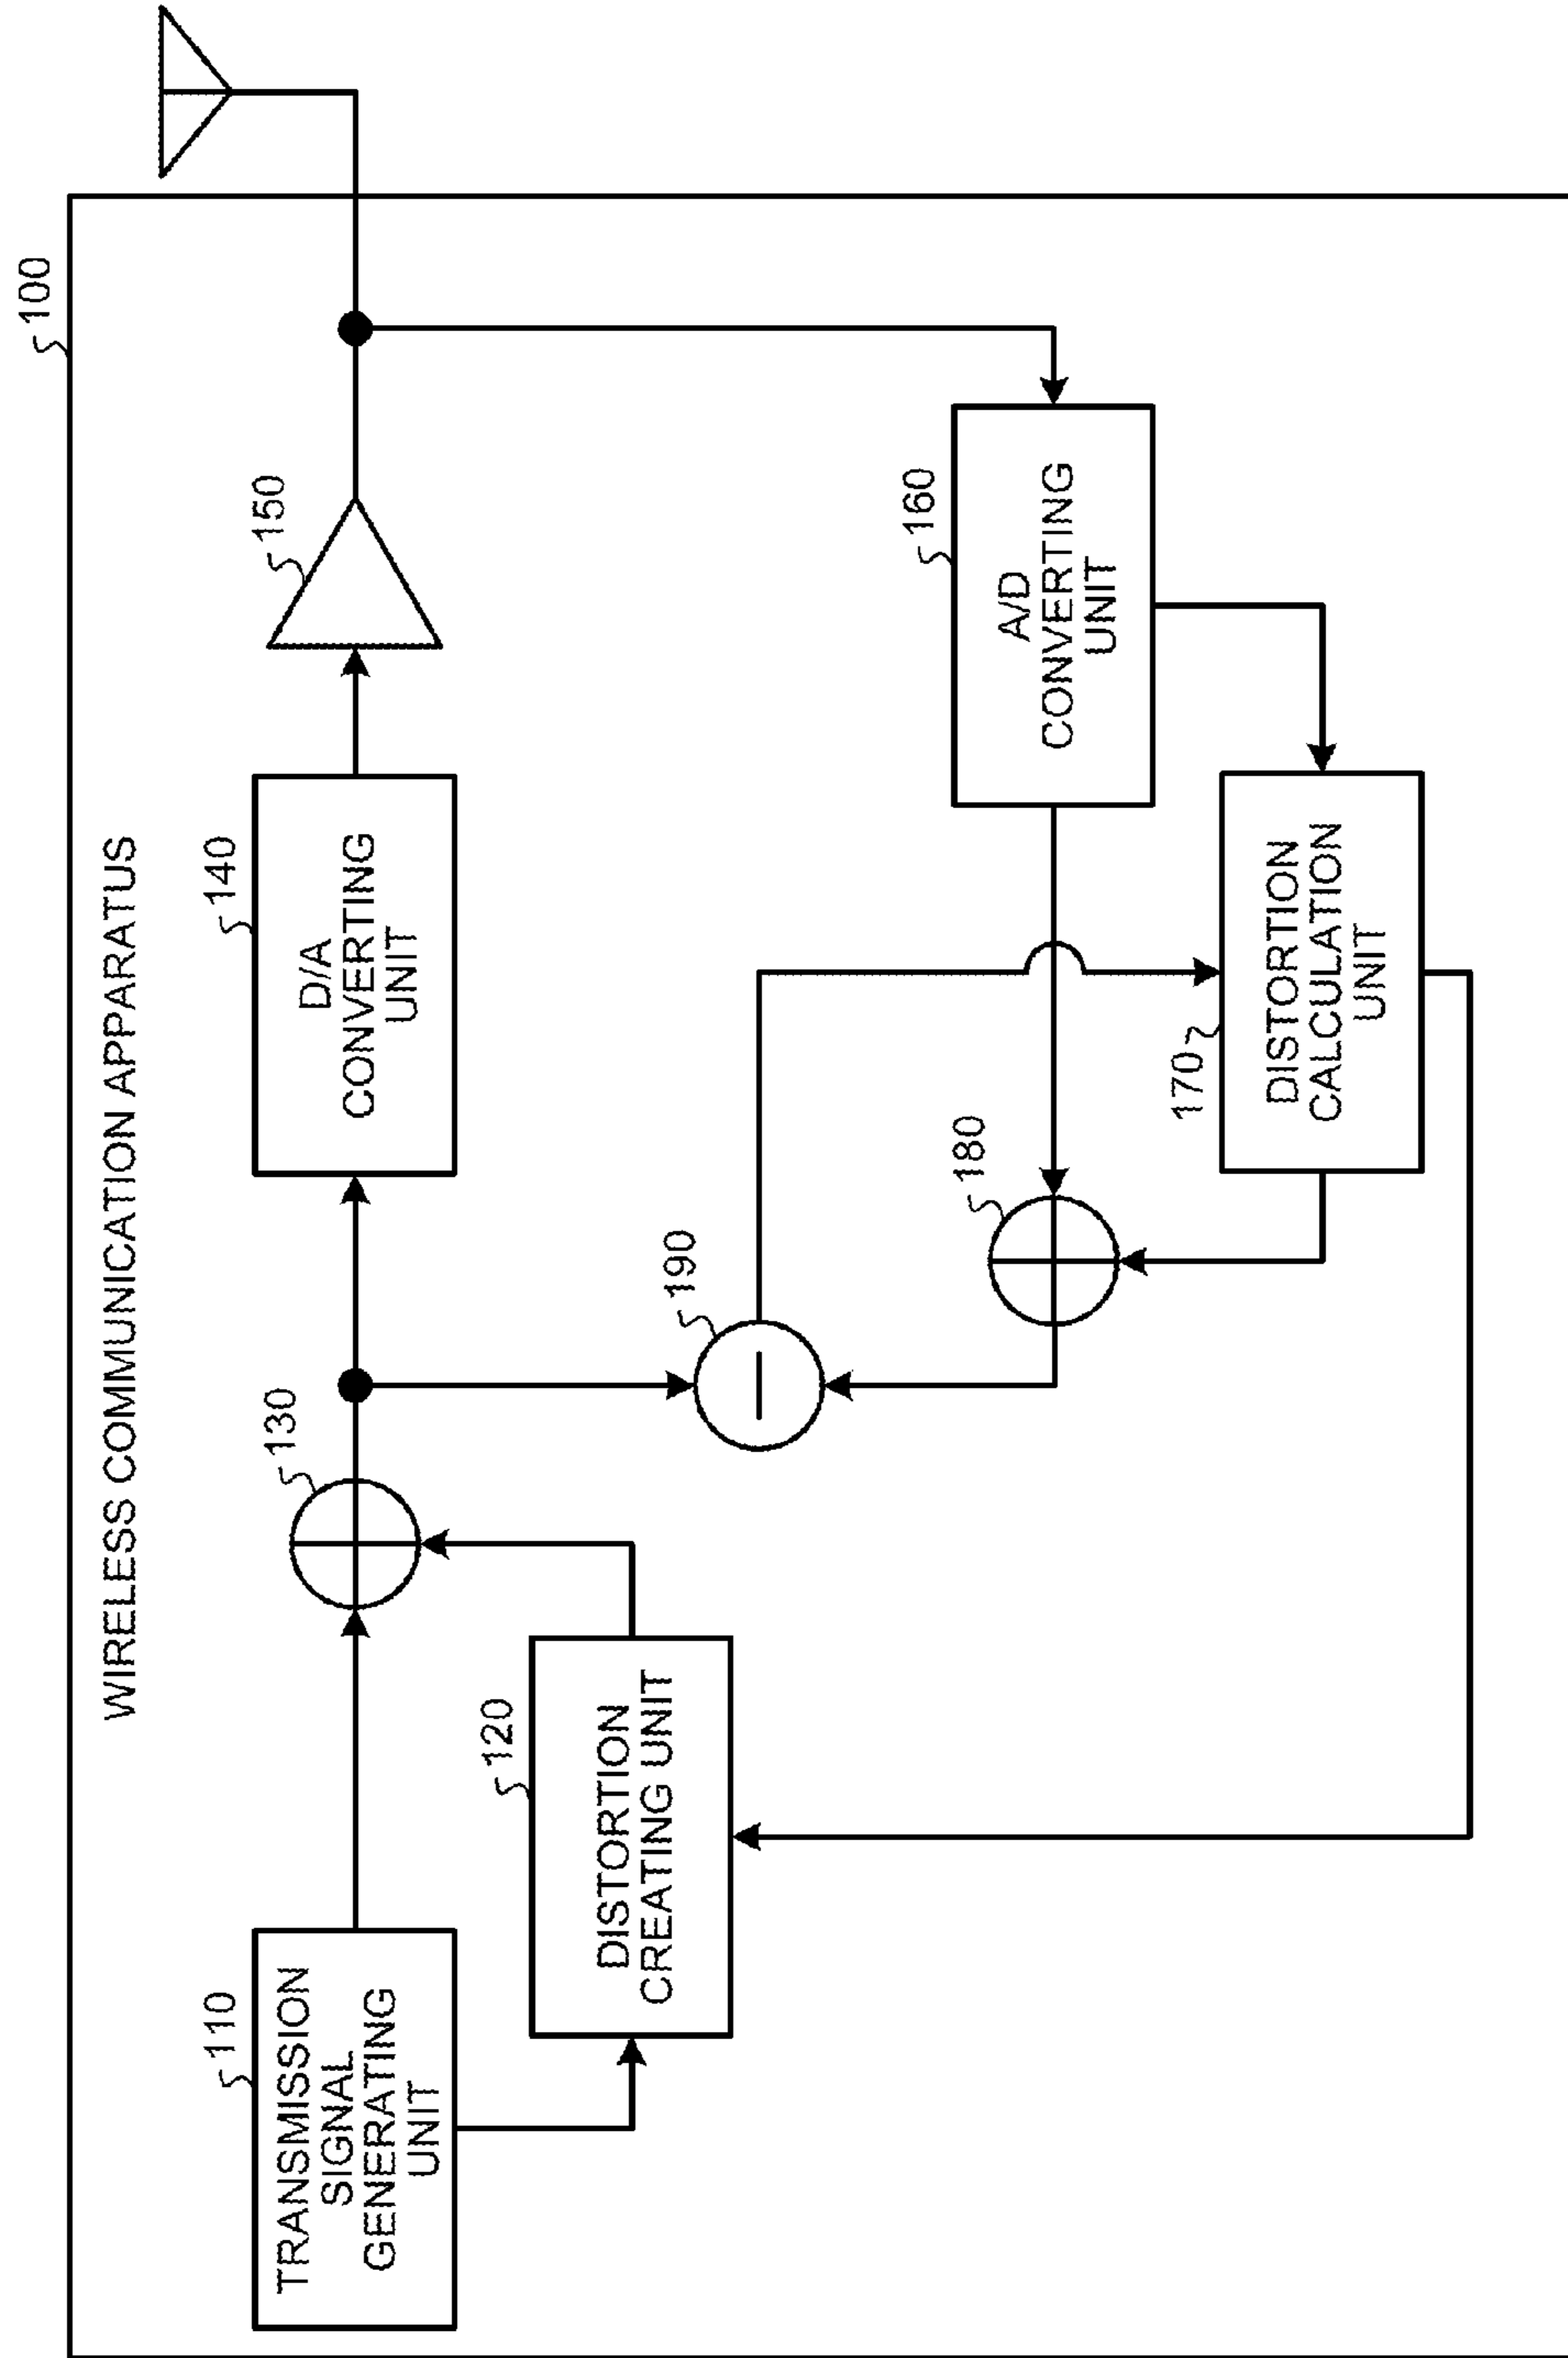 100
WIRELESS COMMUNICATION APPARATUS
110
TRANSMISSION
SIGNAL
GENERATING
UNIT
120
DISTORTION
CREATING UNIT
130
140
D/A
CONVERTING
UNIT
150
160
A/D
CONVERTING
UNIT
170
DISTORTION
CALCULATION
UNIT
180
190